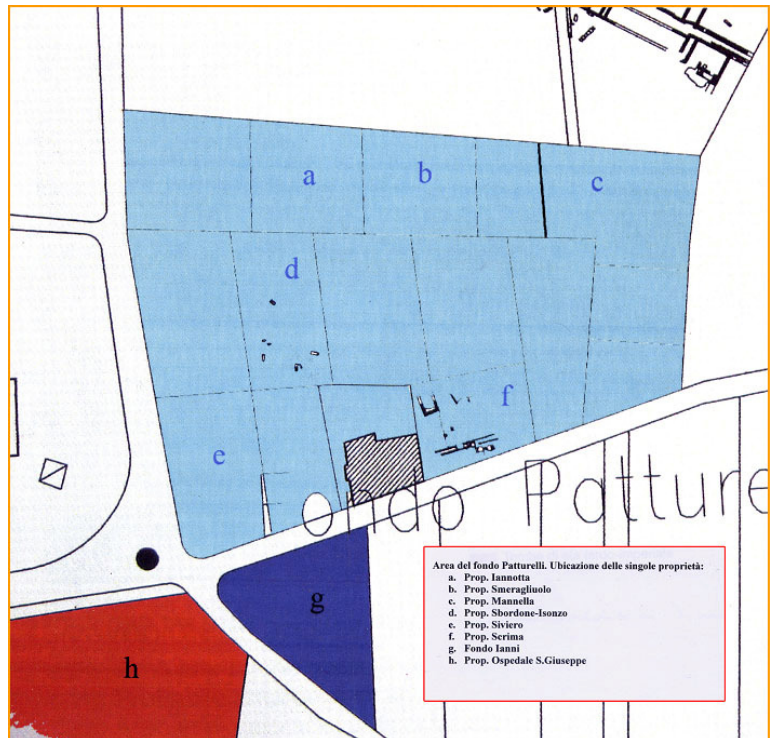 a
b
c
d
e
f
Fondo Patture
g
h
Area del fondo Patturelli. Ubicazione delle singole proprietà:
a. Prop. Iannotta
b. Prop. Smeragliuolo
c. Prop. Mannella
d. Prop. Sbordone-Isonzo
e. Prop. Siviero
f. Prop. Scrima
g. Fondo Ianni
h. Prop. Ospedale S.Giuseppe